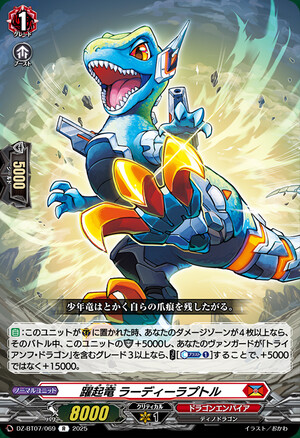 1
グレード
ブースト
5000
シールド
少年竜はとかく自らの爪痕を残したがる。
自：このユニットがRに置かれた時、あなたのダメージゾーンが4枚以上なら、
そのバトル中、このユニットの+5000し、あなたのヴァンガードが「トライ
アンフ・ドラゴン」を含むグレード3以上なら、+5000で
はなく+15000。
ノーマルユニット
躍起竜 ラーディーラプトル
パワー
8000
クリティカル
1
ドラゴンエンパイア
ディノドラゴン
DZ-BT07/069 R 2025
イラスト/おかわ